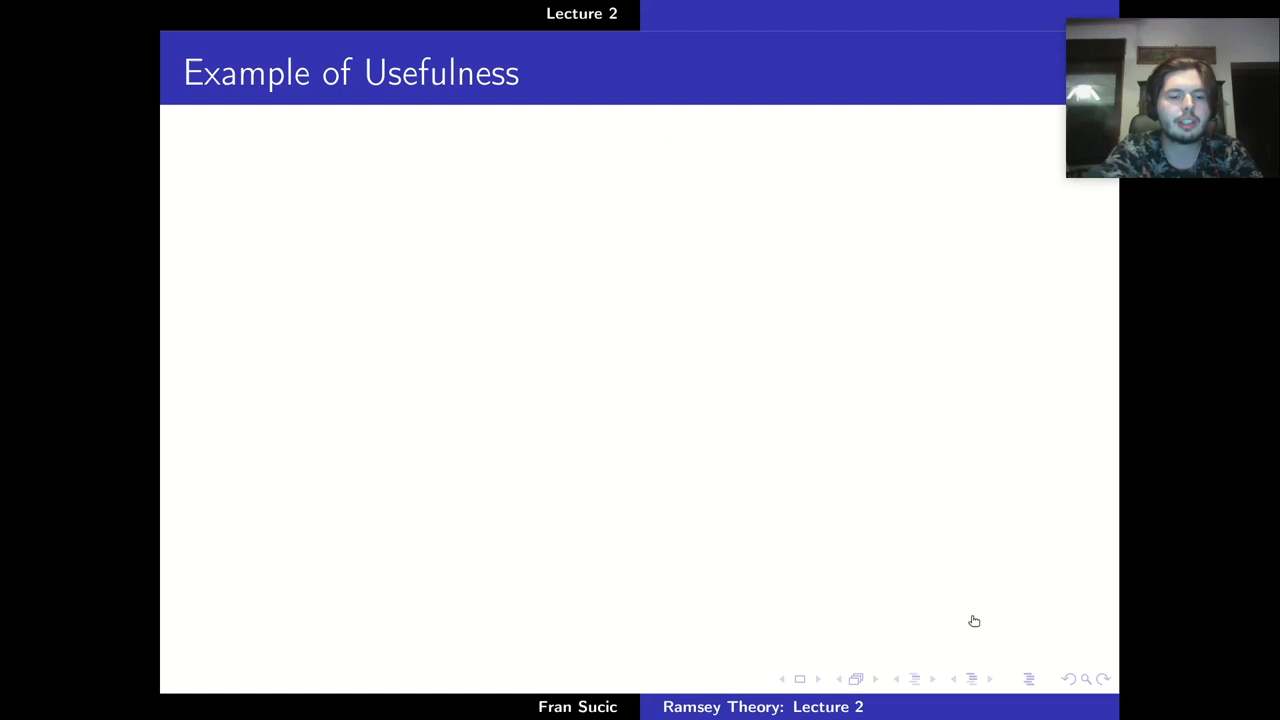 Lecture 2
Example of Usefulness
Fran Sucic
Ramsey Theory: Lecture 2